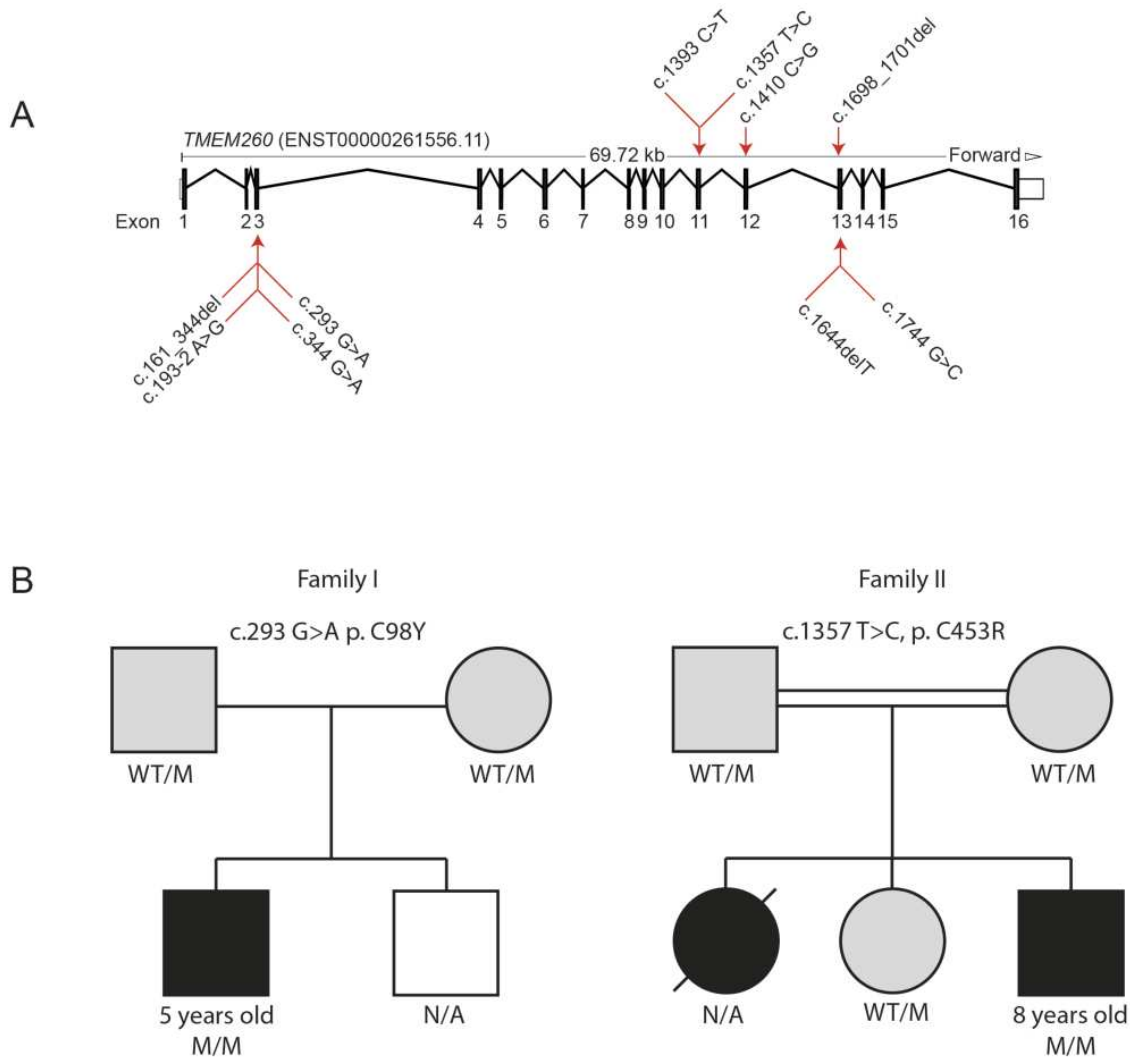 A
c.1393 C>T
c.1357 T>C
c.1410 C>G
c.1698_1701del
TMEM260 (ENST00000261556.11)
69.72 kb
Forward
Exon 1 2 3 4 5 6 7 8 9 10 11 12 13 14 15 16
c.161_344del
c.193-2 A>G
c.293 G>A
c.344 G>A
c.1644delT
c.1744 G>C
B
Family I
c.293 G>A p. C98Y
WT/M WT/M
5 years old
M/M
N/A
Family II
c.1357 T>C, p. C453R
WT/M WT/M
N/A
WT/M
8 years old
M/M